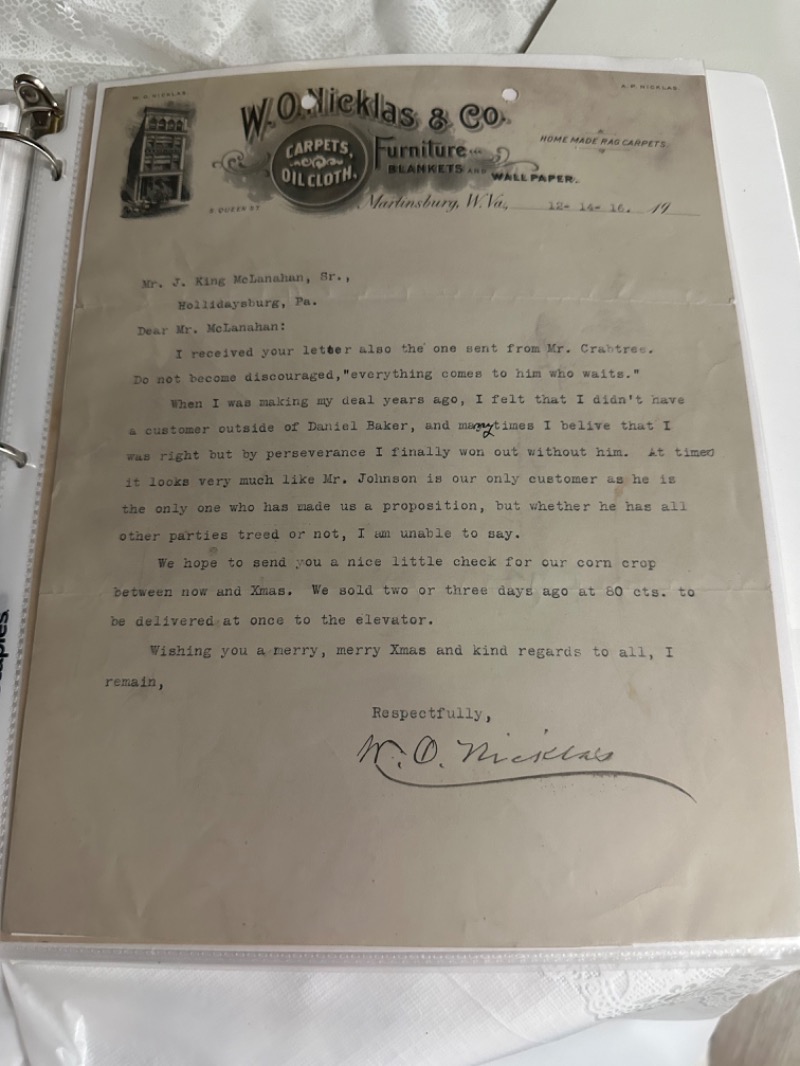 W. O. NICKLAS.
A. P. NICKLAS.
W. O. Nicklas & Co.
CARPETS,
OIL CLOTH,
Furniture
BLANKETS AND
WALL PAPER.
HOME MADE RAG CARPETS.
QUEEN ST
Martinsburg, W. Va., 12- 14- 16. 19
Mr. J. King McLanahan, Sr.,
Hollidaysburg, Pa.
Dear Mr. McLanahan:
I received your letter also the one sent from Mr. Crabtree.
Do not become discouraged,"everything comes to him who waits."
When I was making my deal years ago, I felt that I didn't have
a customer outside of Daniel Baker, and many times I belive that I
was right but by perseverance I finally won out without him. At times
it looks very much like Mr. Johnson is our only customer as he is
the only one who has made us a proposition, but whether he has all
other parties treed or not, I am unable to say.
We hope to send you a nice little check for our corn crop
between now and Xmas. We sold two or three days ago at 80 cts. to
be delivered at once to the elevator.
Wishing you a merry, merry Xmas and kind regards to all, I
remain,
Respectfully,
W. O. Nicklas